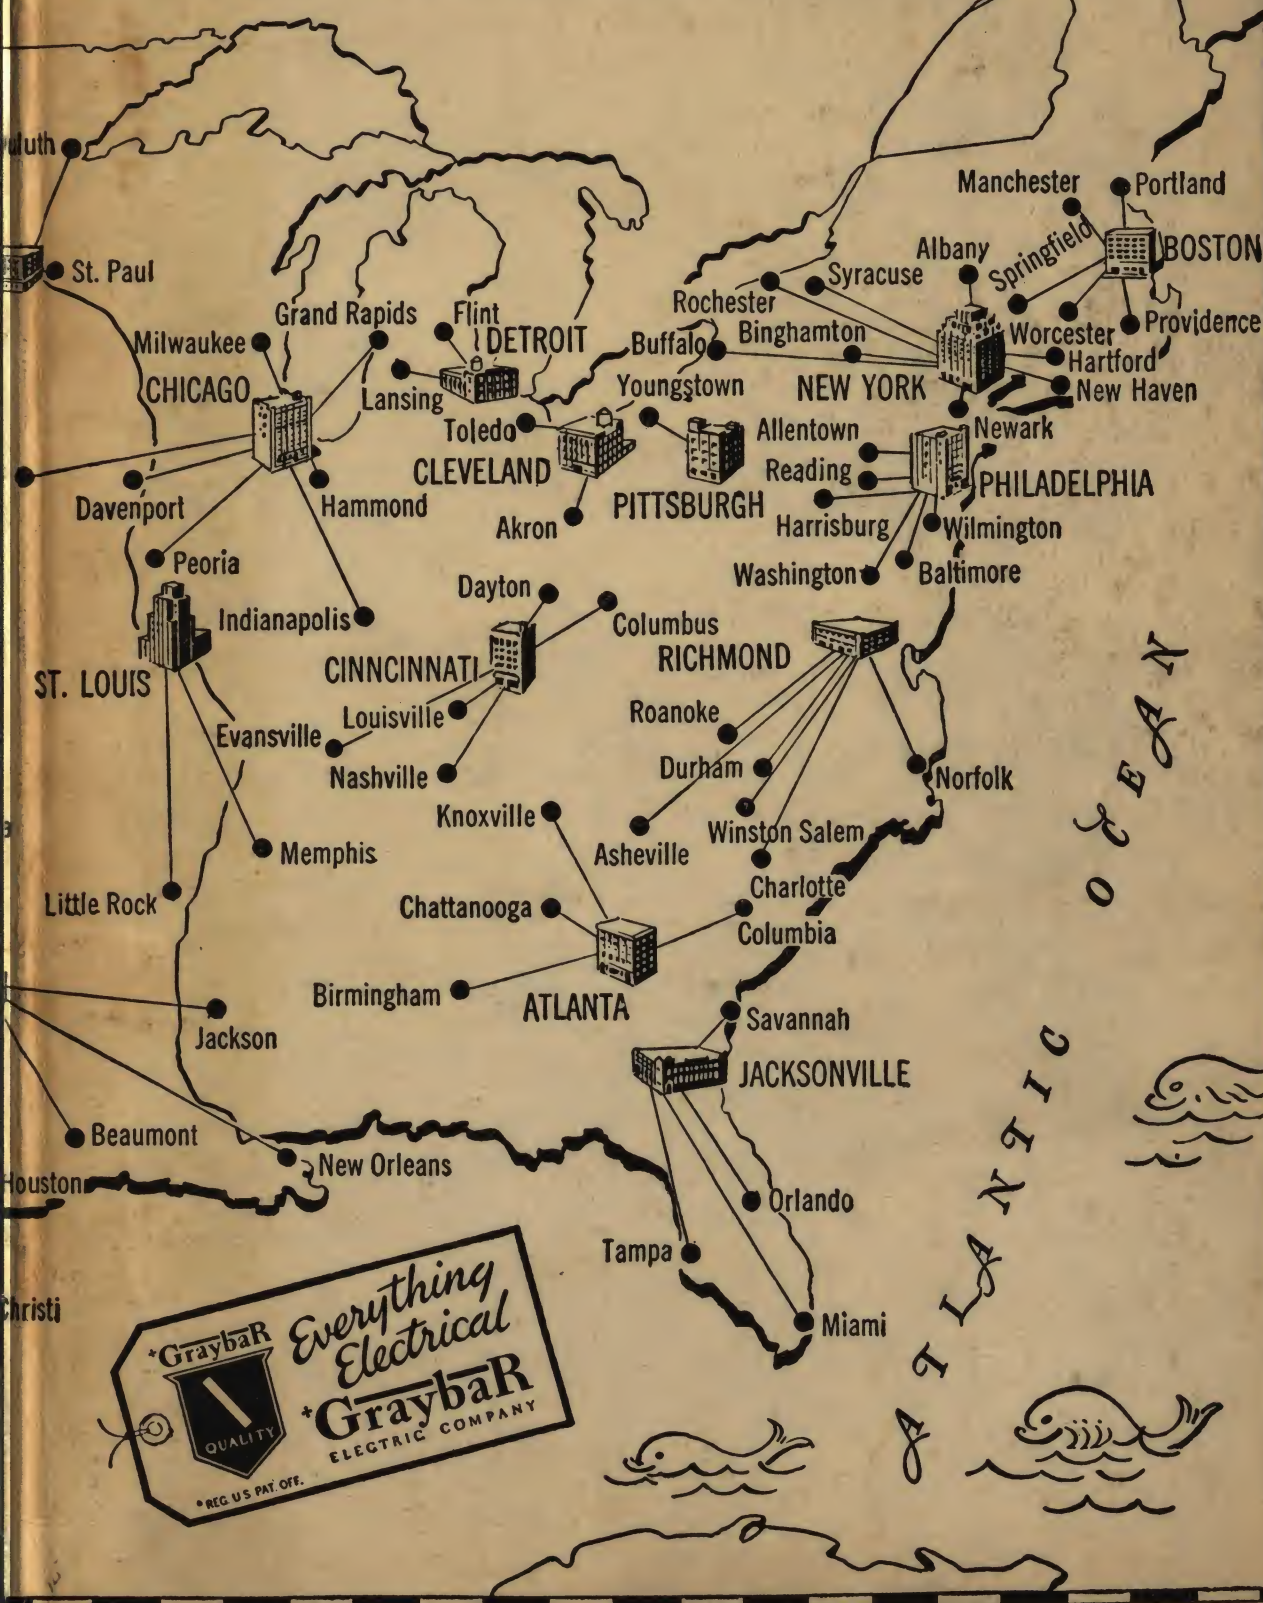 Manchester
Portland
St. Paul
Albany
Springfield
BOSTON
Syracuse
Rochester
Grand Rapids
Flint
Milwaukee
DETROIT
Buffalo
Binghamton
Worcester
Providence
Hartford
CHICAGO
Lansing
Youngstown
NEW YORK
New Haven
Toledo
Allentown
Newark
CLEVELAND
Reading
PHILADELPHIA
Davenport
Hammond
PITTSBURGH
Harrisburg
Wilmington
Akron
Peoria
Washington
Baltimore
Dayton
Indianapolis
Columbus
CINNCINNATI
RICHMOND
ST. LOUIS
Louisville
Roanoke
Evansville
Nashville
Durham
Norfolk
Knoxville
Winston Salem
Memphis
Asheville
Charlotte
Little Rock
Chattanooga
Columbia
Birmingham
ATLANTA
Jackson
Savannah
JACKSONVILLE
Beaumont
New Orleans
Houston
Orlando
Tampa
Christi
Miami
ATLANTIC OCEAN
GraybaR
QUALITY
*REG. U S PAT. OFF.
Everything
Electrical
GraybaR
ELECTRIC COMPANY